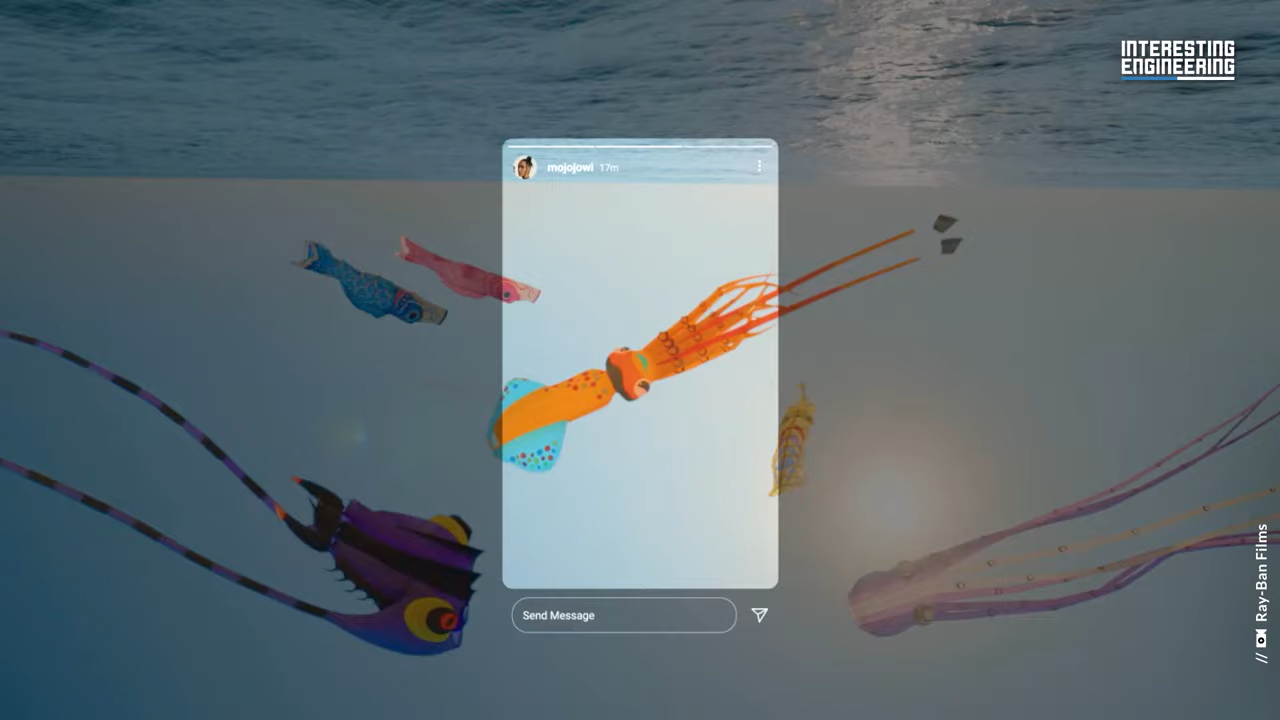 INTERESTING
ENGINEERING
mojojowi 17m
Send Message
// Ray-Ban Films